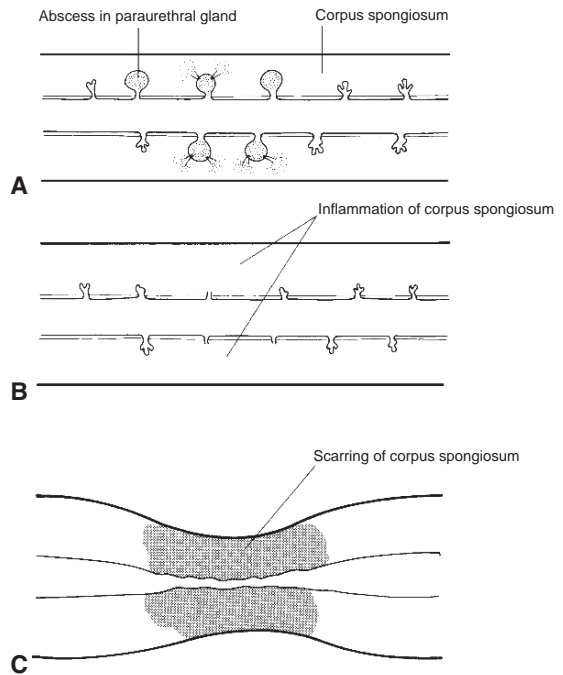 Abscess in paraurethral gland
Corpus spongiosum
A
Inflammation of corpus spongiosum
B
Scarring of corpus spongiosum
C